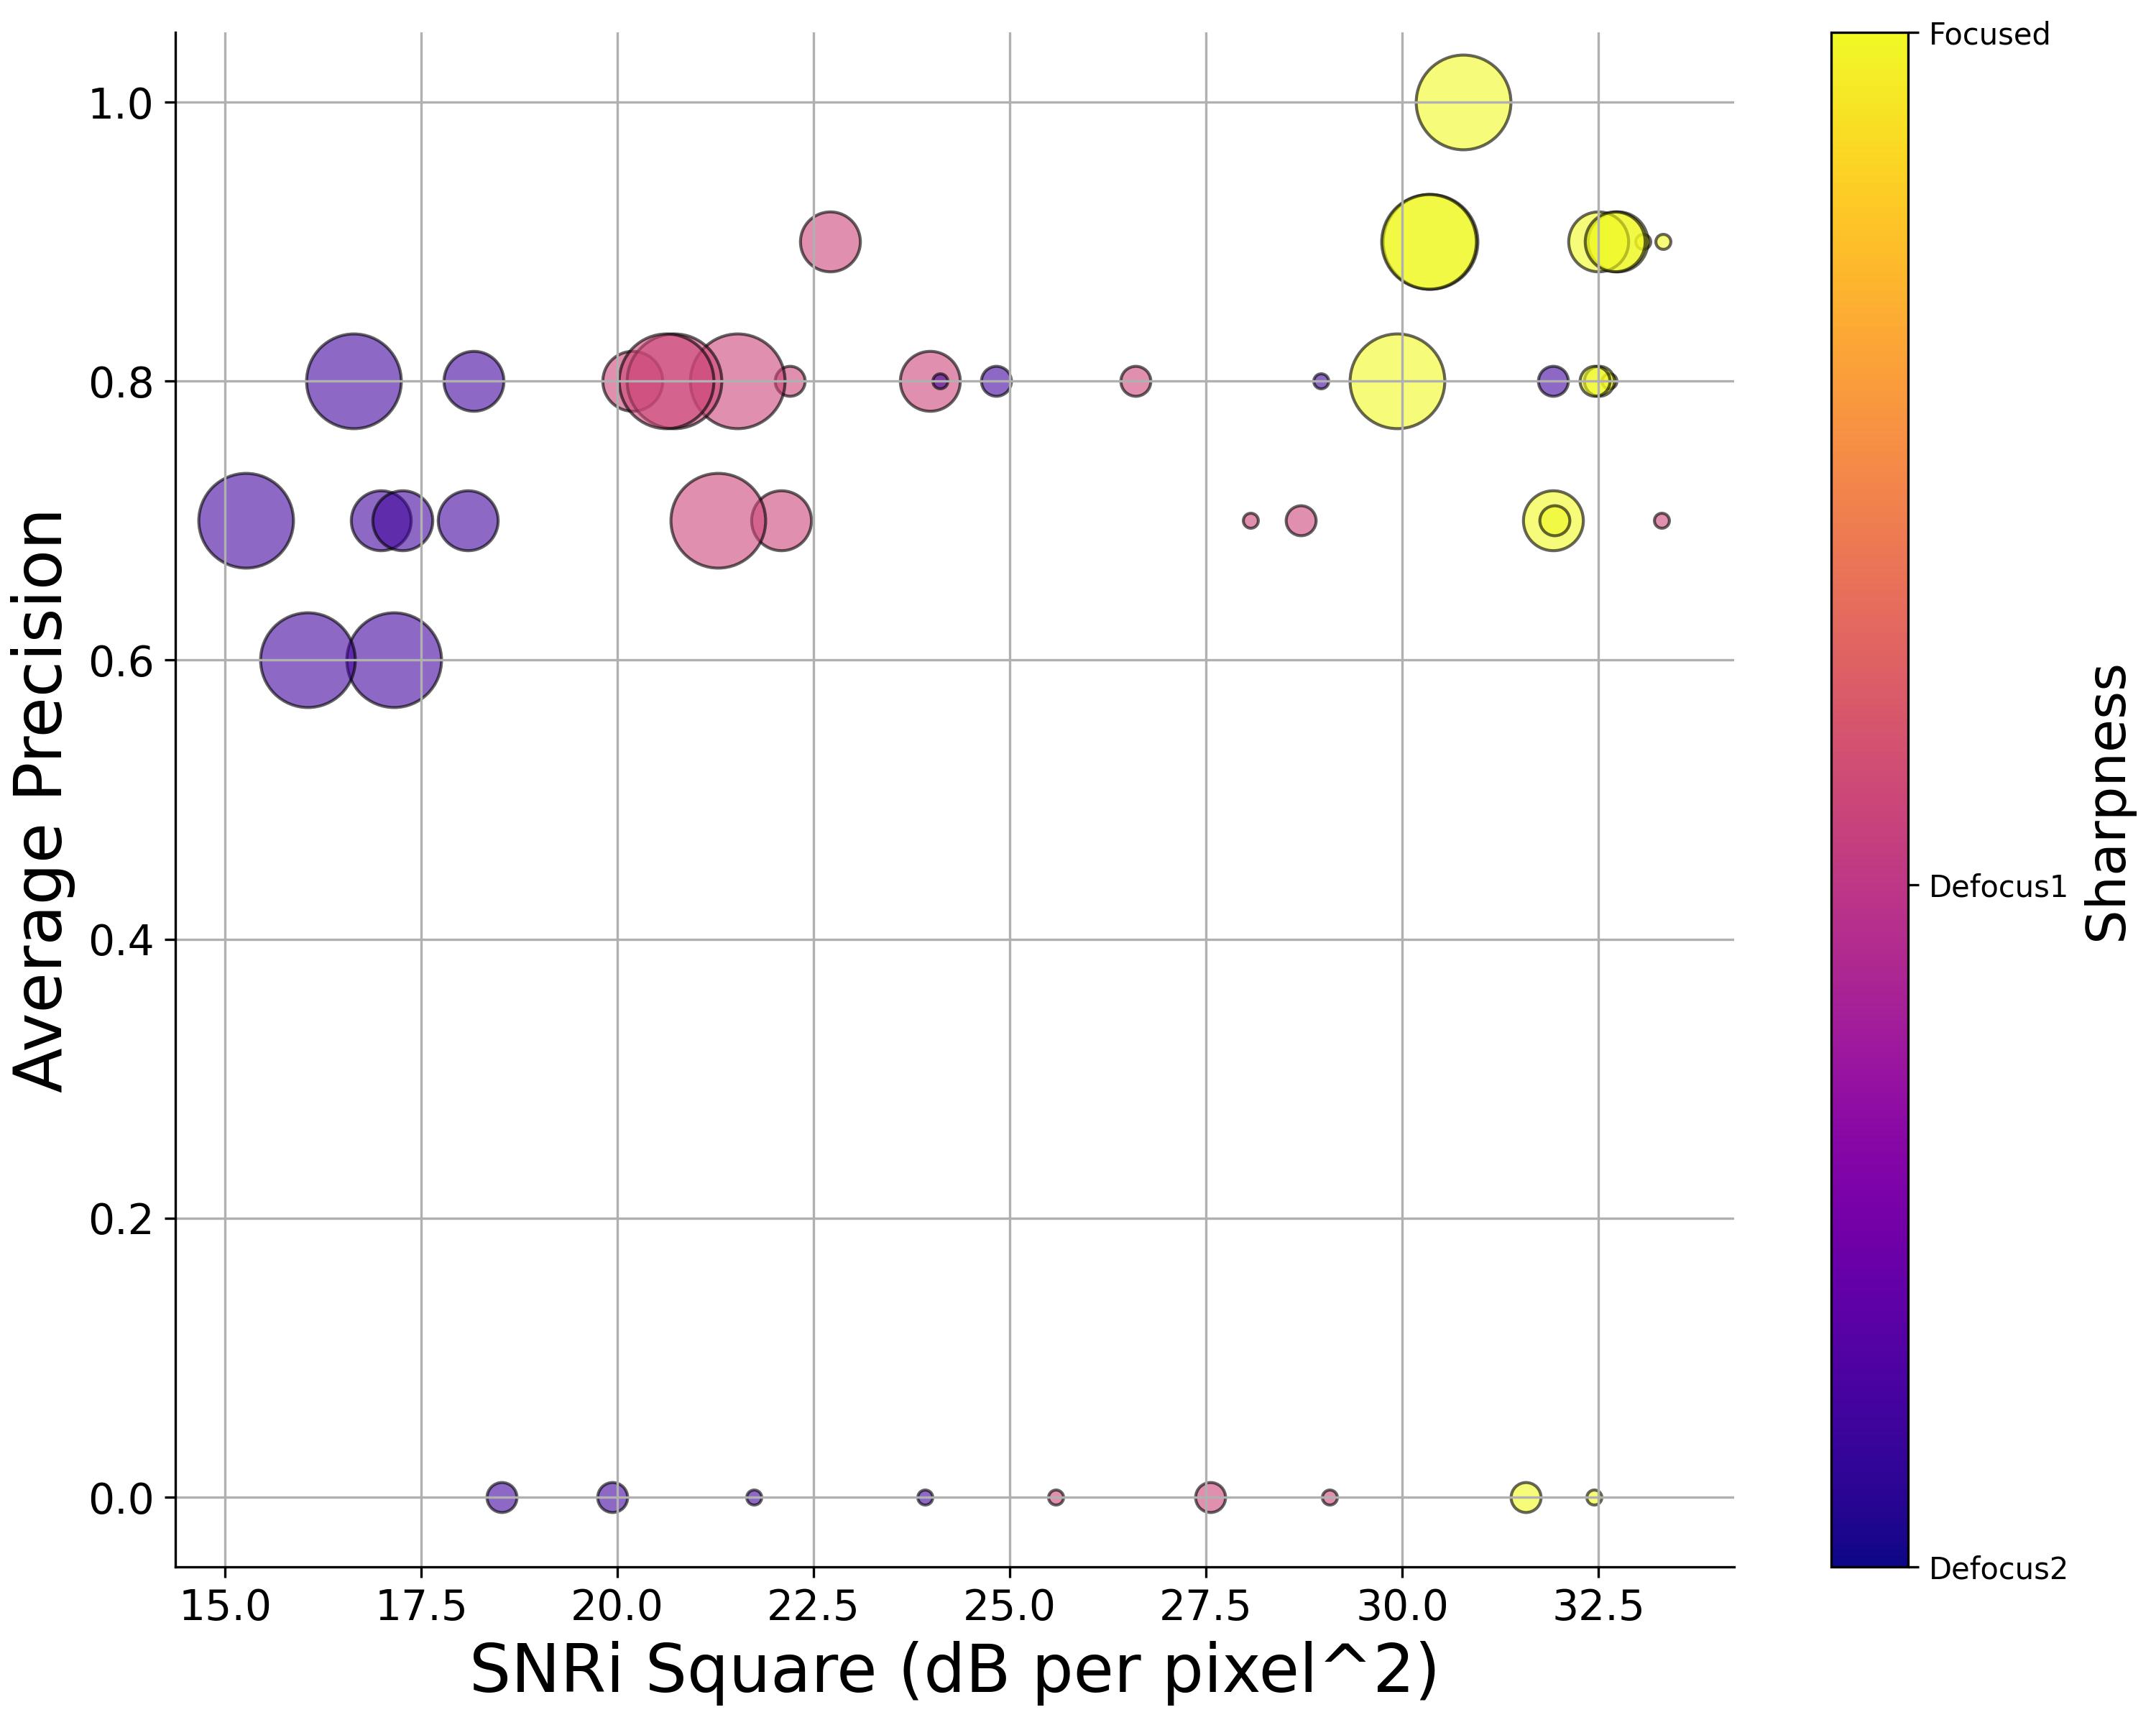 Average Precision
1.0
0.8
0.6
0.4
0.2
0.0
15.0 17.5 20.0 22.5 25.0 27.5 30.0 32.5
SNRi Square (dB per pixel^2)
Focused
Defocus1
Defocus2
Sharpness